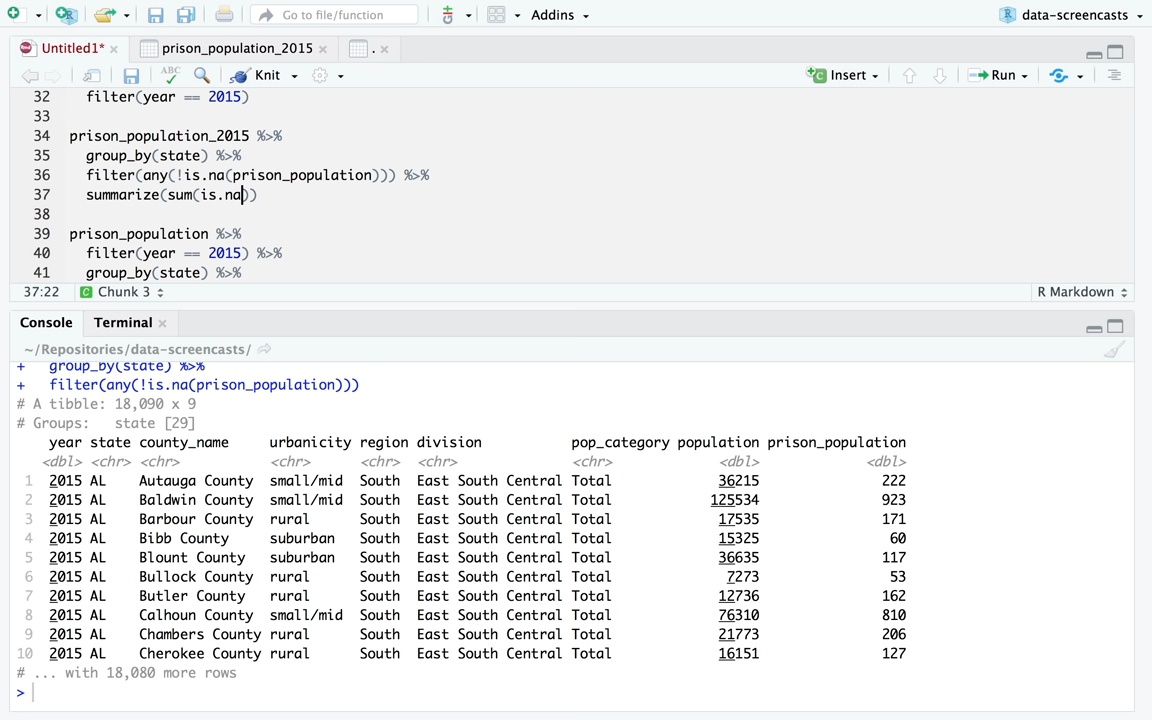 Go to file/function
Addins
data-screencasts
Untitled1*
prison_population_2015
.
ABC
Knit
Insert
Run
32 filter(year == 2015)
33
34 prison_population_2015 %>%
35 group_by(state) %>%
36 filter(any(!is.na(prison_population))) %>%
37 summarize(sum(is.na))
38
39 prison_population %>%
40 filter(year == 2015) %>%
41 group_by(state) %>%
37:22 Chunk 3 R Markdown
Console Terminal
~/Repositories/data-screencasts/
+ group_by(state) %>%
+ filter(any(!is.na(prison_population)))
# A tibble: 18,090 x 9
# Groups: state [29]
year state county_name urbanicity region division pop_category population prison_population
<dbl> <chr> <chr> <chr> <chr> <chr> <chr> <dbl> <dbl>
1 2015 AL Autauga County small/mid South East South Central Total 36215 222
2 2015 AL Baldwin County small/mid South East South Central Total 125534 923
3 2015 AL Barbour County rural South East South Central Total 17535 171
4 2015 AL Bibb County suburban South East South Central Total 15325 60
5 2015 AL Blount County suburban South East South Central Total 36635 117
6 2015 AL Bullock County rural South East South Central Total 7273 53
7 2015 AL Butler County rural South East South Central Total 12736 162
8 2015 AL Calhoun County small/mid South East South Central Total 76310 810
9 2015 AL Chambers County rural South East South Central Total 21773 206
10 2015 AL Cherokee County rural South East South Central Total 16151 127
# ... with 18,080 more rows
>